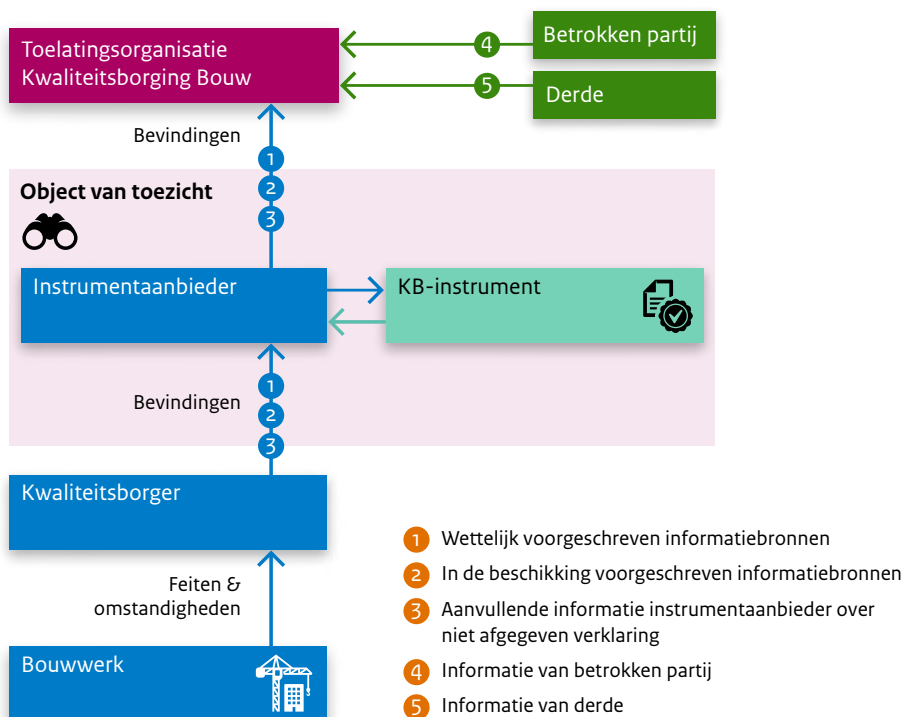 Toelatingsorganisatie
Kwaliteitsborging Bouw
4
Betrokken partij
5
Derde
Bevindingen
1
2
3
Object van toezicht
Instrumentaanbieder
KB-instrument
Bevindingen
1
2
3
Kwaliteitsborger
Feiten &
omstandigheden
Bouwwerk
1 Wettelijk voorgeschreven informatiebronnen
2 In de beschikking voorgeschreven informatiebronnen
3 Aanvullende informatie instrumentaanbieder over
niet afgegeven verklaring
4 Informatie van betrokken partij
5 Informatie van derde